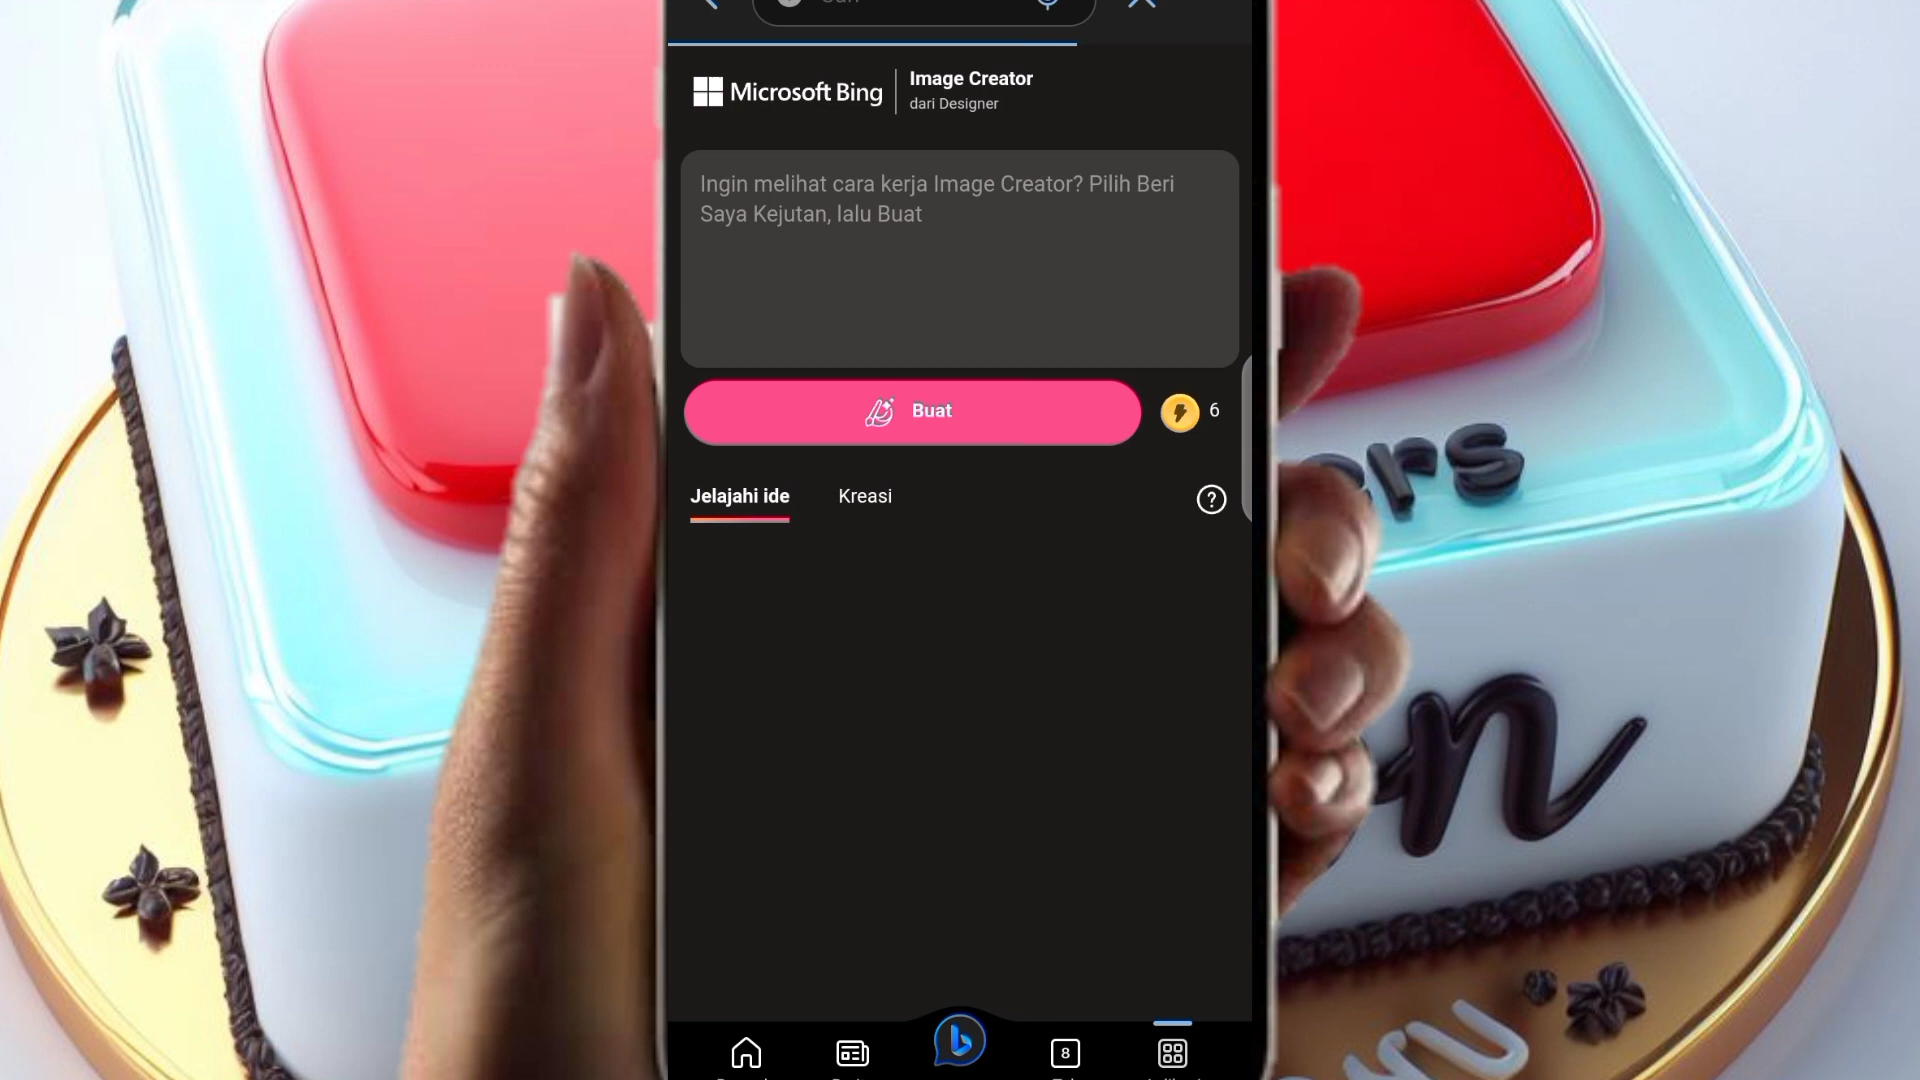 Microsoft Bing
Image Creator
dari Designer
Ingin melihat cara kerja Image Creator? Pilih Beri
Saya Kejutan, lalu Buat
Buat
6
Jelajahi ide
Kreasi
8